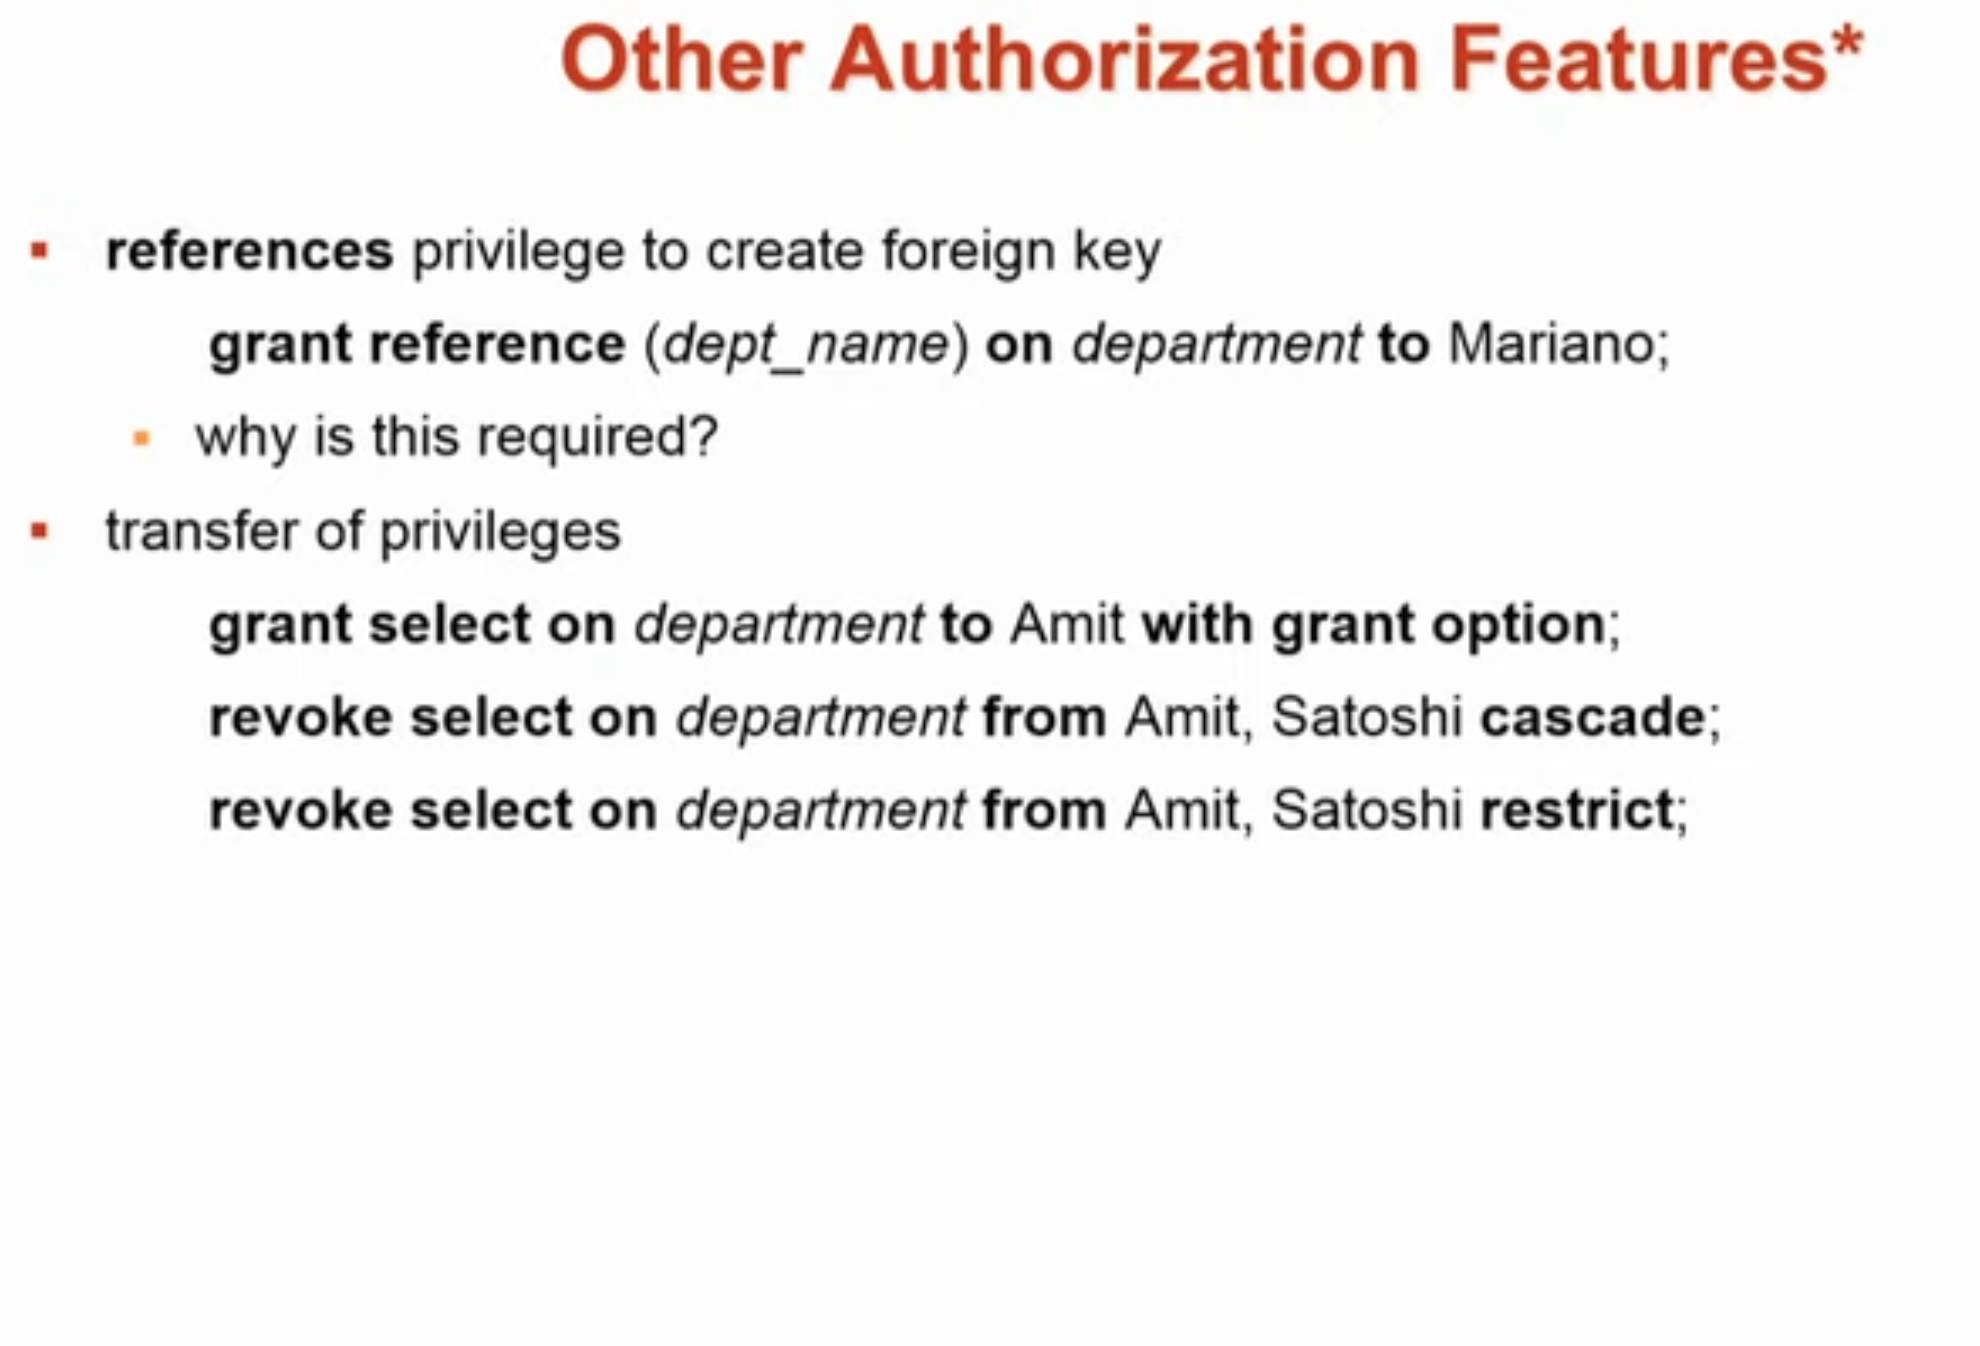 Other Authorization Features*
references privilege to create foreign key
grant reference (dept_name) on department to Mariano;
why is this required?
transfer of privileges
grant select on department to Amit with grant option;
revoke select on department from Amit, Satoshi cascade;
revoke select on department from Amit, Satoshi restrict;